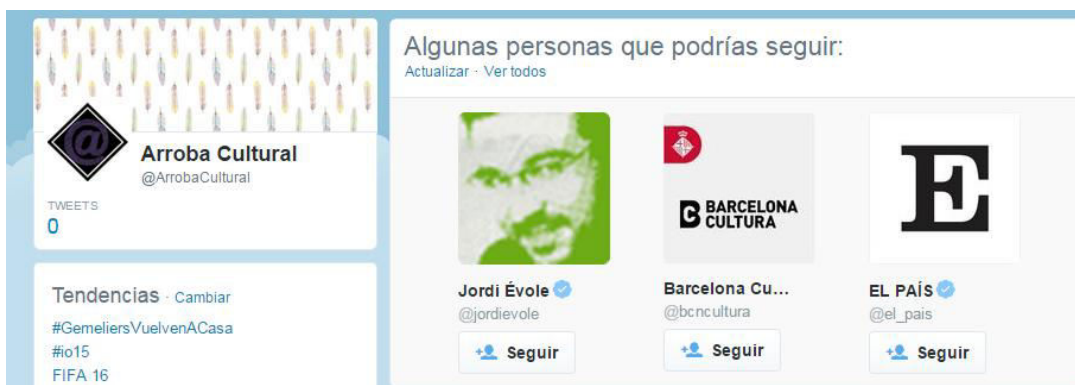 Arroba Cultural
@ArrobaCultural
TWEETS
0
Tendencias · Cambiar
#GemeliersVuelvenACasa
#io15
FIFA 16
Algunas personas que podrías seguir:
Actualizar · Ver todos
B BARCELONA
CULTURA
E
Jordi Évole
@jordievole
Seguir
Barcelona Cu...
@bcncultura
Seguir
EL PAÍS
@el_pais
Seguir